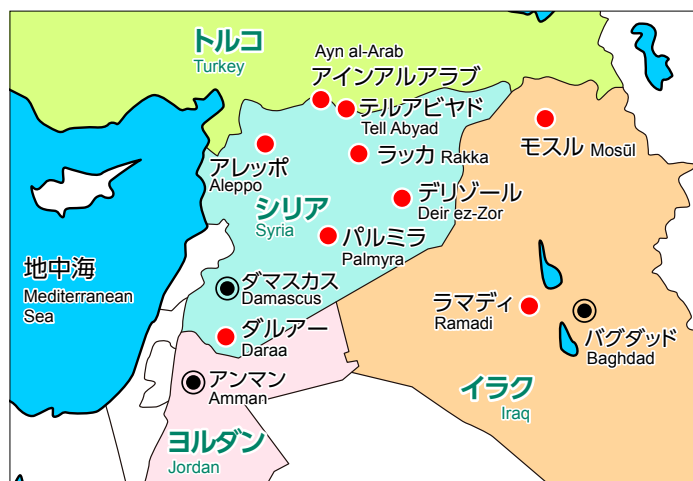 トルコ
Turkey
Ayn al-Arab
アインアルアラブ
テルアビヤド
Tell Abyad
アレッポ
Aleppo
ラッカ Rakka
モスル Mosūl
デリゾール
Deir ez-Zor
シリア
Syria
パルミラ
Palmyra
地中海
Mediterranean
Sea
ダマスカス
Damascus
ラマディ
Ramadi
ダルアー
Daraa
バグダッド
Baghdad
アンマン
Amman
イラク
Iraq
ヨルダン
Jordan